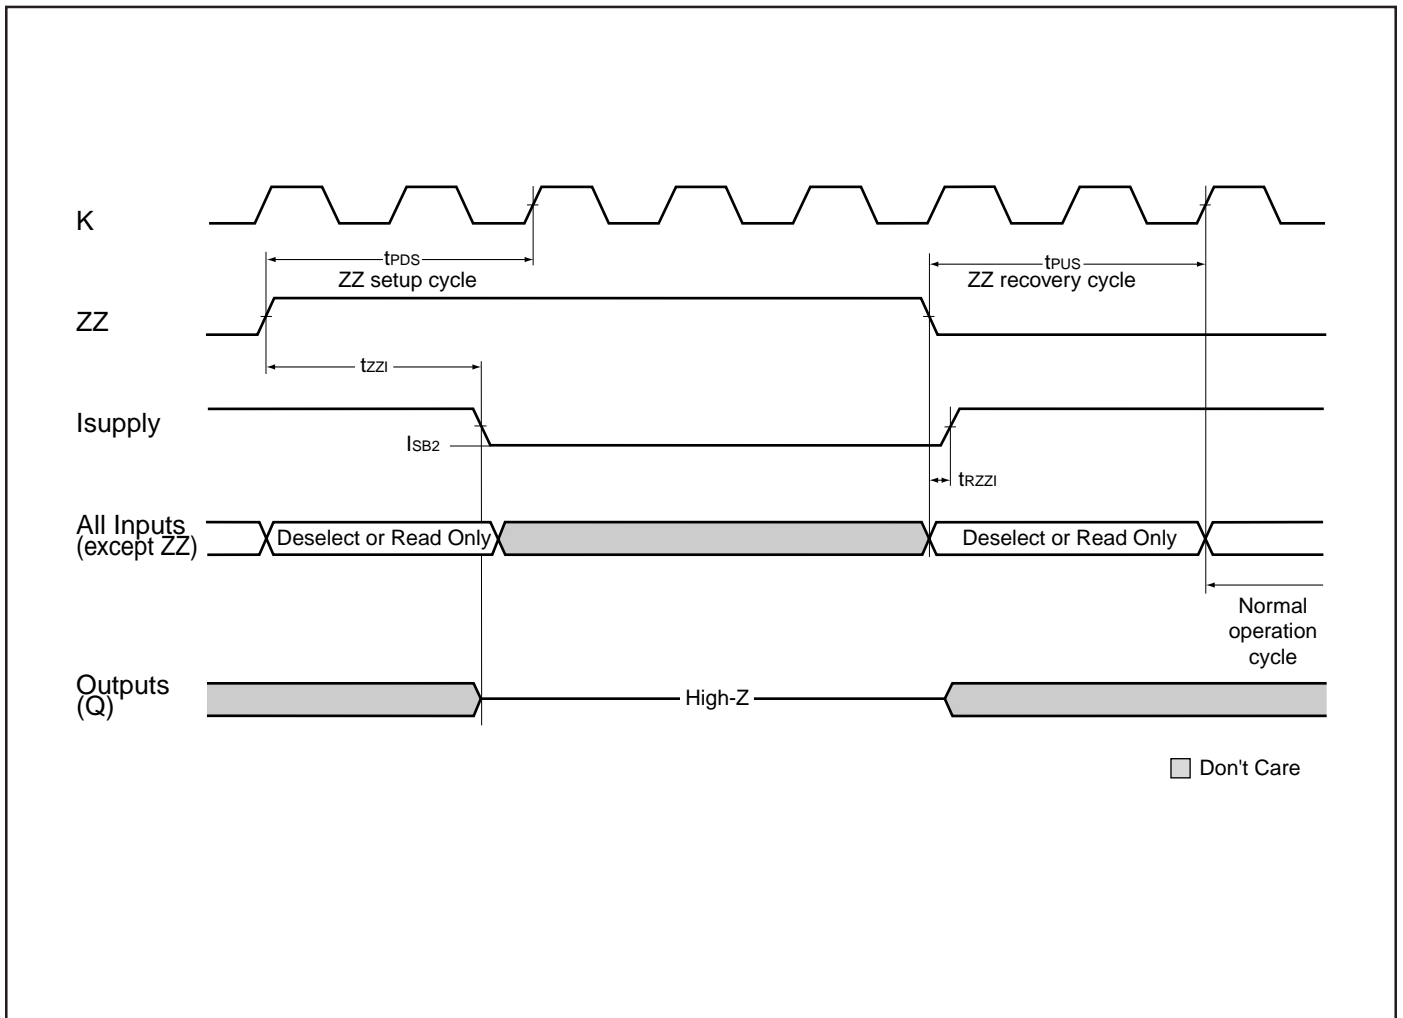 K
tPDS
ZZ setup cycle
tPUS
ZZ recovery cycle
ZZ
tZZI
Isupply
ISB2
tRZZI
All Inputs
(except ZZ)
Deselect or Read Only
Deselect or Read Only
Normal
operation
cycle
Outputs
(Q)
High-Z
Don't Care